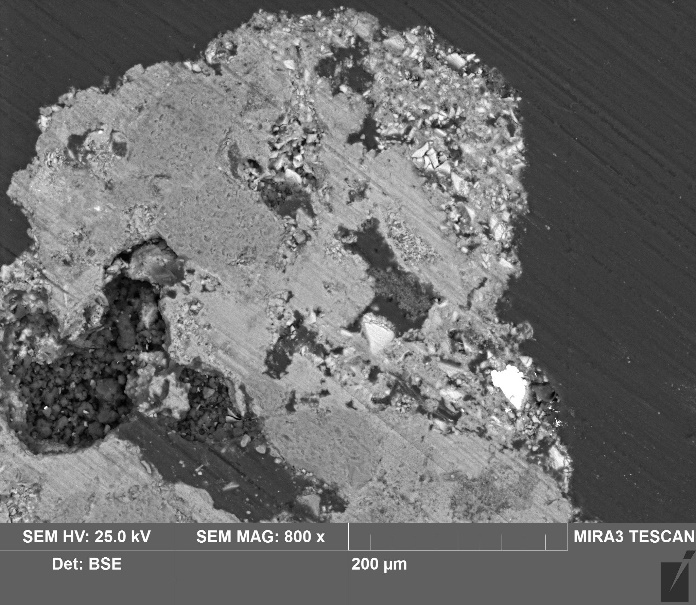 SEM HV: 25.0 kV SEM MAG: 800 x MIRA3 TESCAN
Det: BSE 200 µm